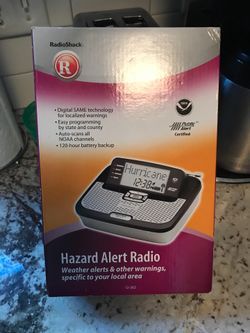 RadioShack
R
• Digital SAME technology
for localized warnings
• Easy programming
by state and county
• Auto-scans all
NOAA channels
• 120-hour battery backup
Public
Alert
Certified
Hurricane
12:38
Hazard Alert Radio
Weather alerts & other warnings,
specific to your local area